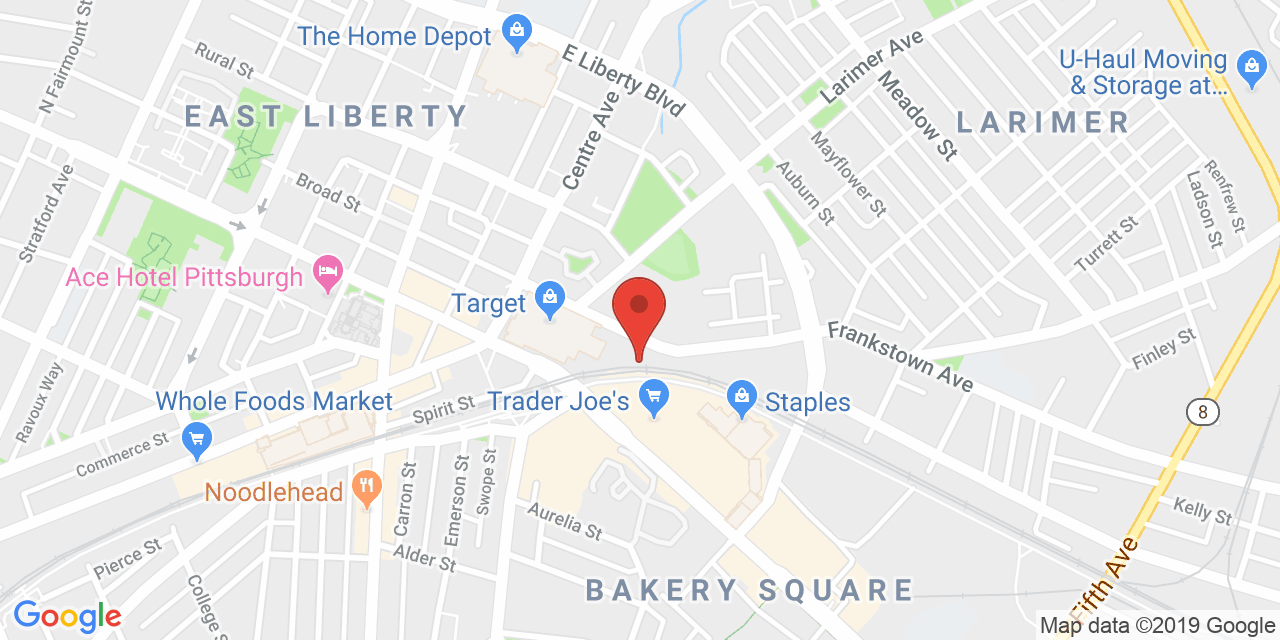 The Home Depot
E Liberty Blvd
Larimer Ave
U-Haul Moving
& Storage at...
N Fairmount St
Rural St
EAST LIBERTY
Centre Ave
Meadow St
LARIMER
Mayflower St
Auburn St
Renfrew St
Ladson St
Broad St
Stratford Ave
Turrett St
Ace Hotel Pittsburgh
Target
Frankstown Ave
Finley St
Ravoux Way
Whole Foods Market
Spirit St
Trader Joe's
Staples
8
Commerce St
Noodlehead
Carron St
Emerson St
Swope St
Aurelia St
Kelly St
Pierce St
Alder St
College S
BAKERY SQUARE
Fifth Ave
Google
Map data ©2019 Google